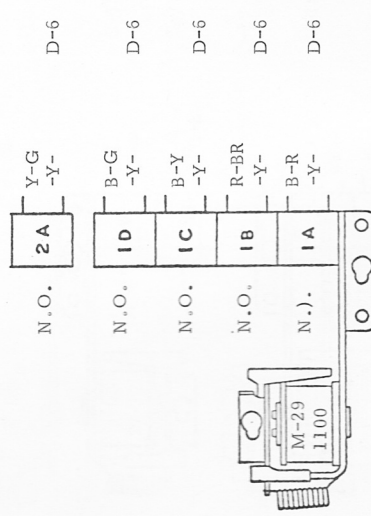 N.O. 2A Y-G D-6
-Y-
N.O. 1D B-G D-6
-Y-
N.O. 1C B-Y D-6
-Y-
N.O. 1B R-BR D-6
-Y-
N.). 1A B-R D-6
-Y-
M-29
1100